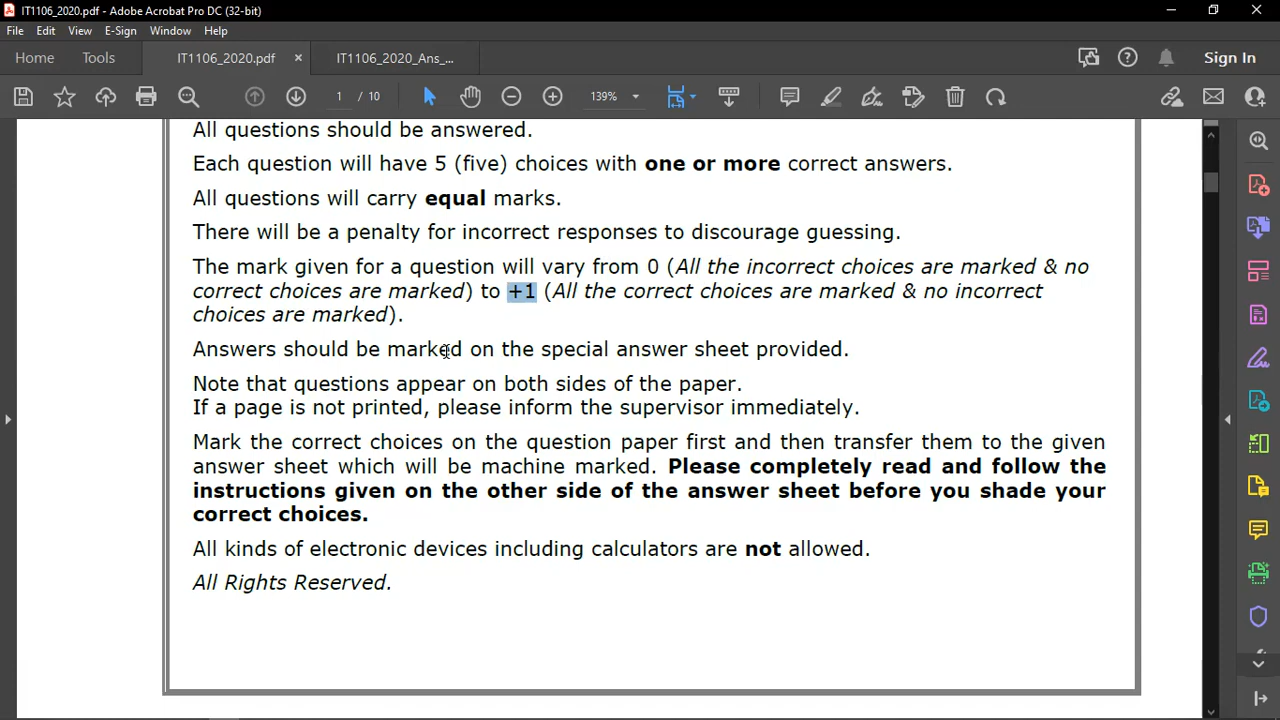 IT1106_2020.pdf - Adobe Acrobat Pro DC (32-bit)
File Edit View E-Sign Window Help
Home Tools IT1106_2020.pdf × IT1106_2020_Ans_... Sign In
1 / 10 139%
All questions should be answered.
Each question will have 5 (five) choices with one or more correct answers.
All questions will carry equal marks.
There will be a penalty for incorrect responses to discourage guessing.
The mark given for a question will vary from 0 (All the incorrect choices are marked & no
correct choices are marked) to +1 (All the correct choices are marked & no incorrect
choices are marked).
Answers should be marked on the special answer sheet provided.
Note that questions appear on both sides of the paper.
If a page is not printed, please inform the supervisor immediately.
Mark the correct choices on the question paper first and then transfer them to the given
answer sheet which will be machine marked. Please completely read and follow the
instructions given on the other side of the answer sheet before you shade your
correct choices.
All kinds of electronic devices including calculators are not allowed.
All Rights Reserved.